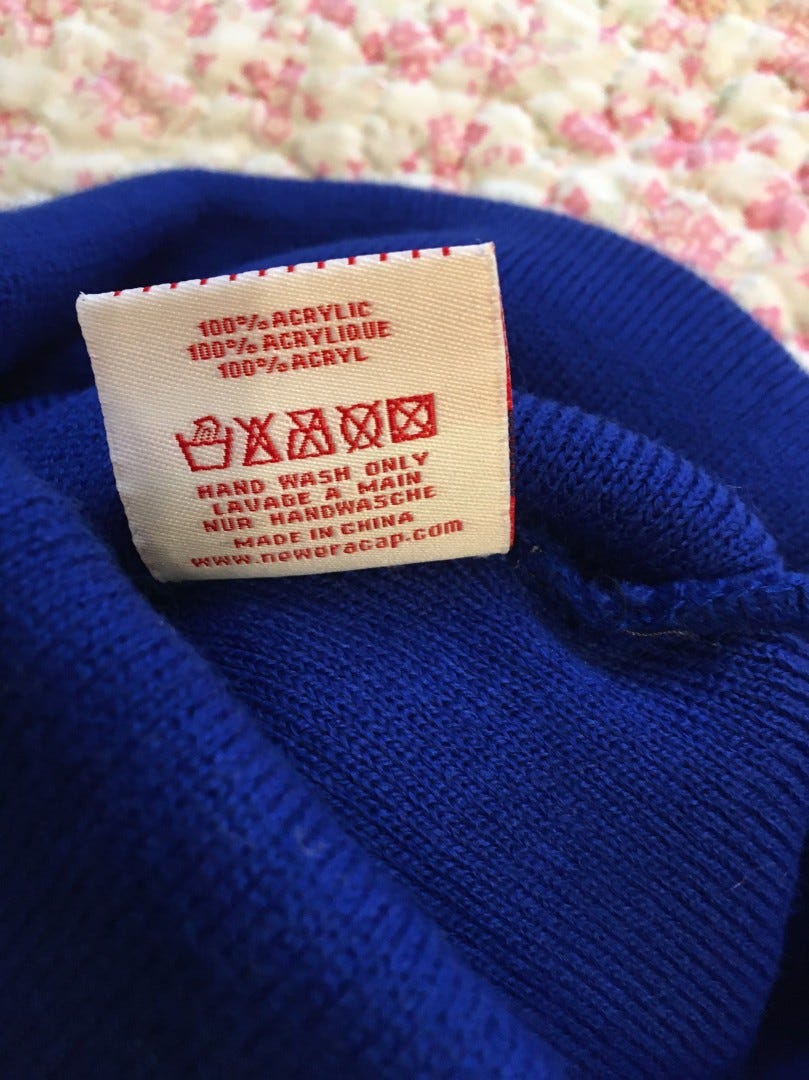 100% ACRYLIC
100% ACRYLIQUE
100% ACRYL
HAND WASH ONLY
LAVAGE A MAIN
NUR HANDWASCHE
MADE IN CHINA
www.neweracap.com